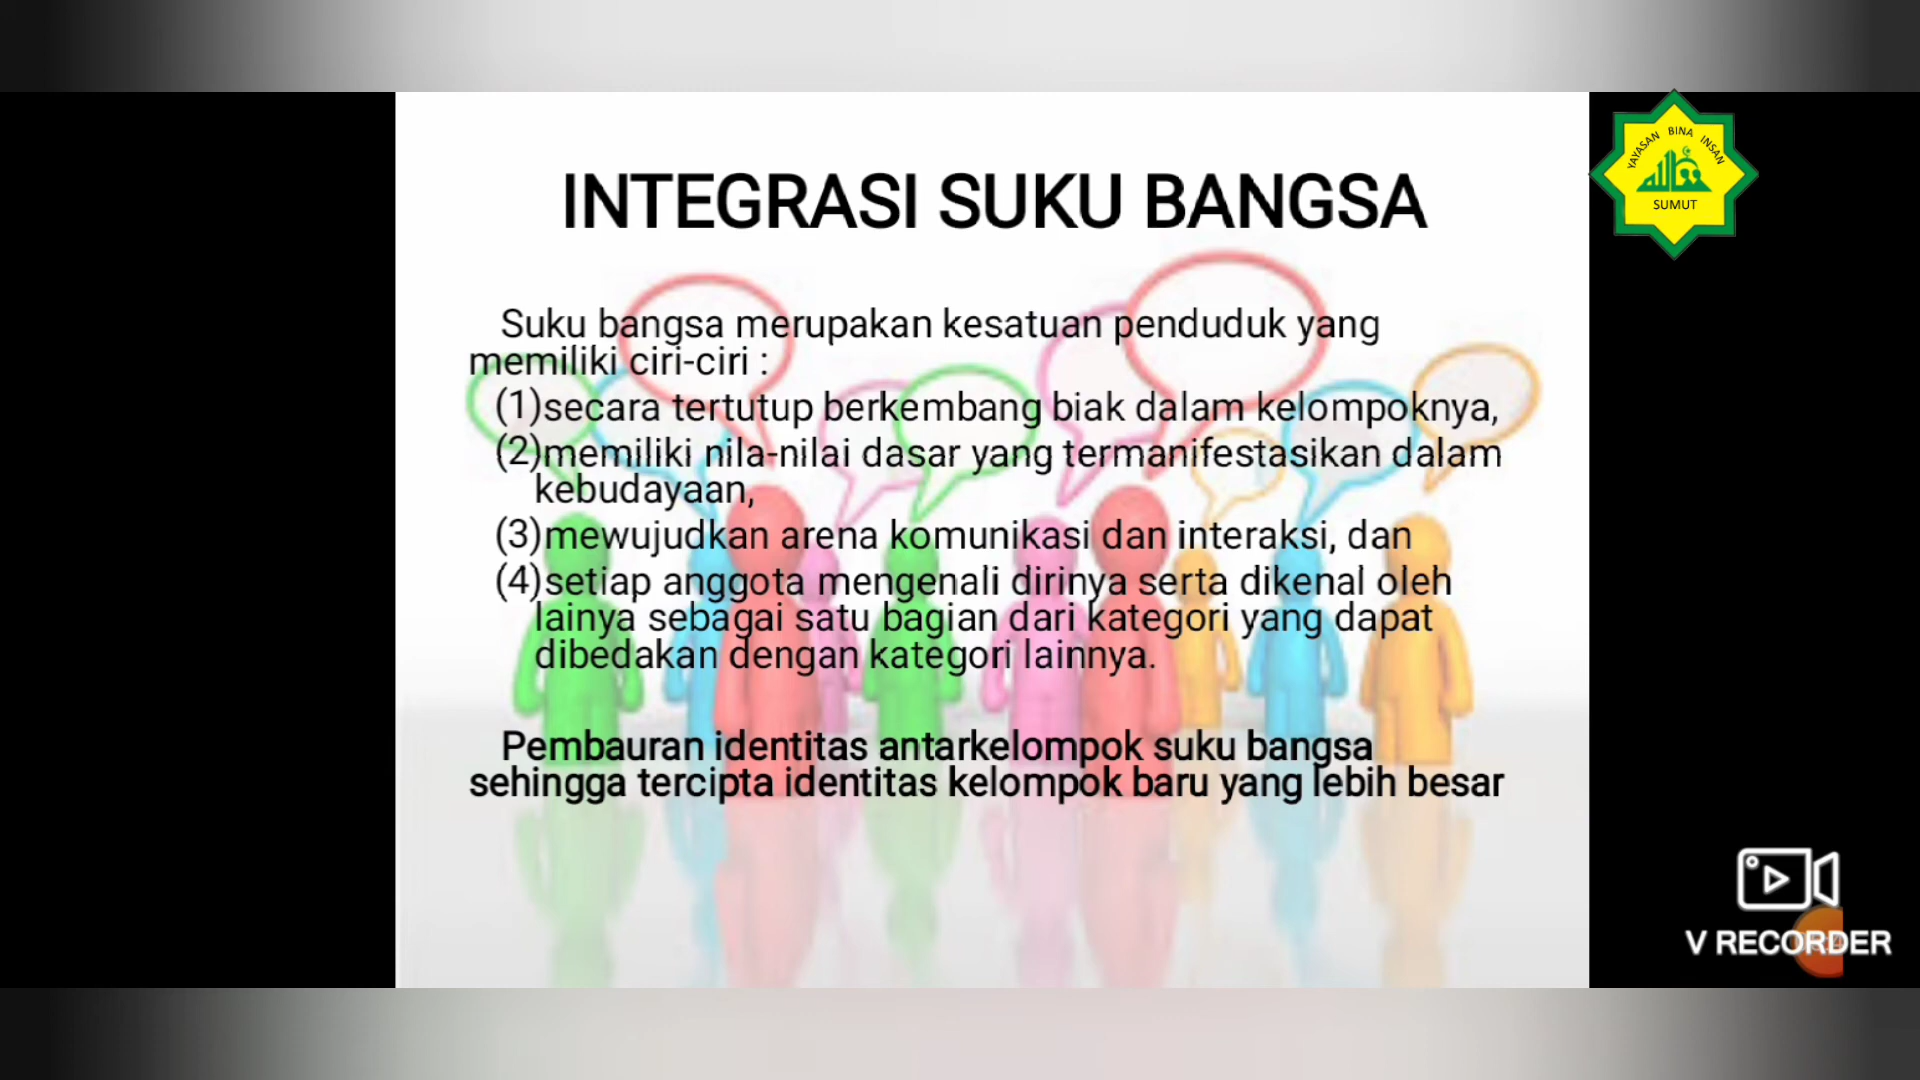 INTEGRASI SUKU BANGSA
YAYASAN BINA INSAN
SUMUT
Suku bangsa merupakan kesatuan penduduk yang
memiliki ciri-ciri :
(1)secara tertutup berkembang biak dalam kelompoknya,
(2)memiliki nila-nilai dasar yang termanifestasikan dalam
kebudayaan,
(3)mewujudkan arena komunikasi dan interaksi, dan
(4)setiap anggota mengenali dirinya serta dikenal oleh
lainya sebagai satu bagian dari kategori yang dapat
dibedakan dengan kategori lainnya.
Pembauran identitas antarkelompok suku bangsa
sehingga tercipta identitas kelompok baru yang lebih besar
V RECORDER